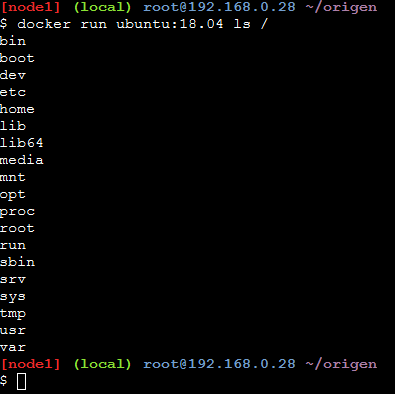 [node1] (local) root@192.168.0.28 ~/origen
$ docker run ubuntu:18.04 ls /
bin
boot
dev
etc
home
lib
lib64
media
mnt
opt
proc
root
run
sbin
srv
sys
tmp
usr
var
[node1] (local) root@192.168.0.28 ~/origen
$